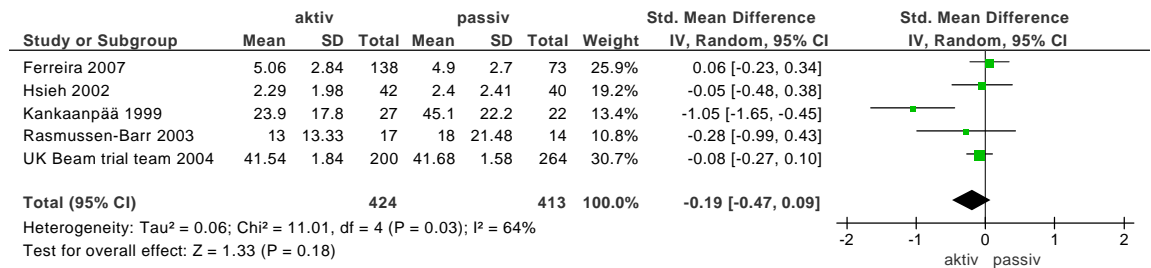 aktiv passiv Std. Mean Difference Std. Mean Difference
Study or Subgroup Mean SD Total Mean SD Total Weight IV, Random, 95% CI IV, Random, 95% CI
Ferreira 2007 5.06 2.84 138 4.9 2.7 73 25.9% 0.06 [-0.23, 0.34]
Hsieh 2002 2.29 1.98 42 2.4 2.41 40 19.2% -0.05 [-0.48, 0.38]
Kankaanpää 1999 23.9 17.8 27 45.1 22.2 22 13.4% -1.05 [-1.65, -0.45]
Rasmussen-Barr 2003 13 13.33 17 18 21.48 14 10.8% -0.28 [-0.99, 0.43]
UK Beam trial team 2004 41.54 1.84 200 41.68 1.58 264 30.7% -0.08 [-0.27, 0.10]
Total (95% CI) 424 413 100.0% -0.19 [-0.47, 0.09]
Heterogeneity: Tau² = 0.06; Chi² = 11.01, df = 4 (P = 0.03); I² = 64%
Test for overall effect: Z = 1.33 (P = 0.18)
-2 -1 0 1 2
aktiv passiv